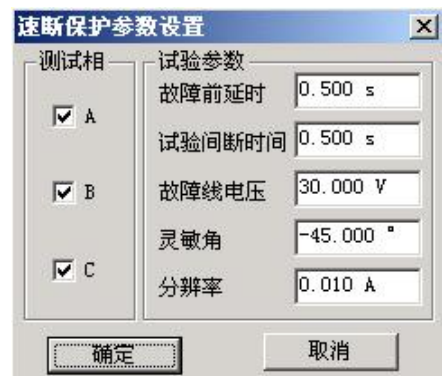 速断保护参数设置
测试相
A
B
C
试验参数
故障前延时 0.500 s
试验间断时间 0.500 s
故障线电压 30.000 V
灵敏角 -45.000 °
分辨率 0.010 A
确定 取消